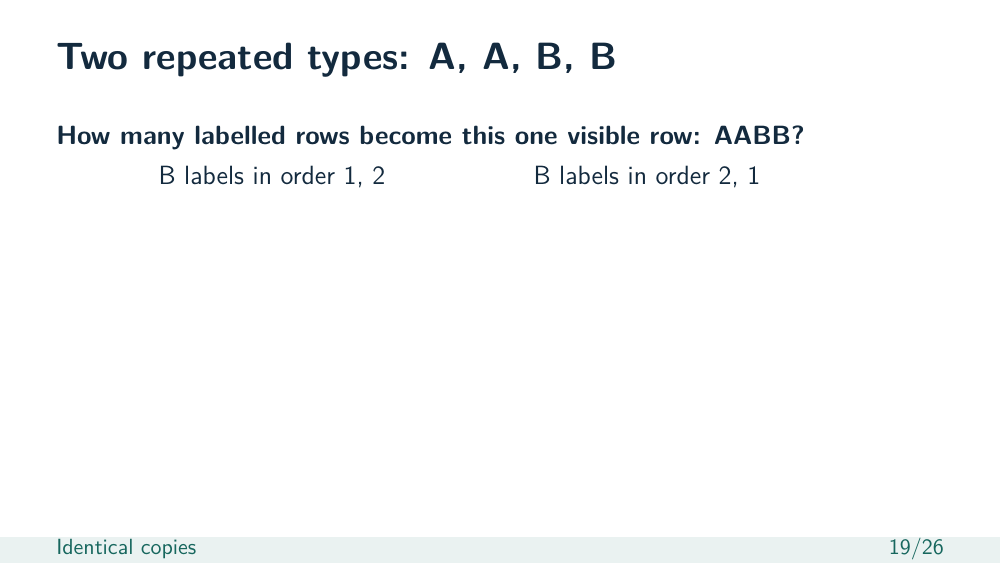 Two repeated types: A, A, B, B
How many labelled rows become this one visible row: AABB?
B labels in order 1, 2
B labels in order 2, 1
Identical copies
19/26